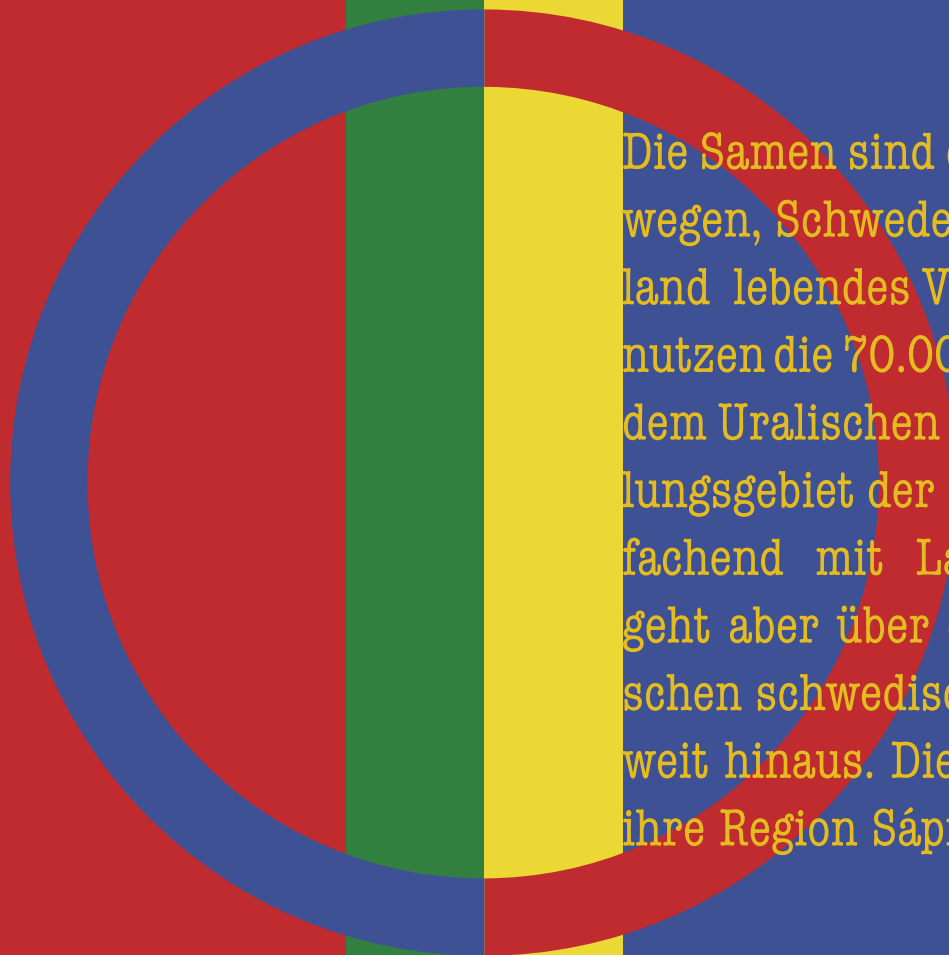 Die Samen sind
wegen, Schwede
land lebendes V
nutzen die 70.00
dem Uralischen
lungsgebiet der
fachend mit La
geht aber über
schen schwedisc
weit hinaus. Die
ihre Region Sáp